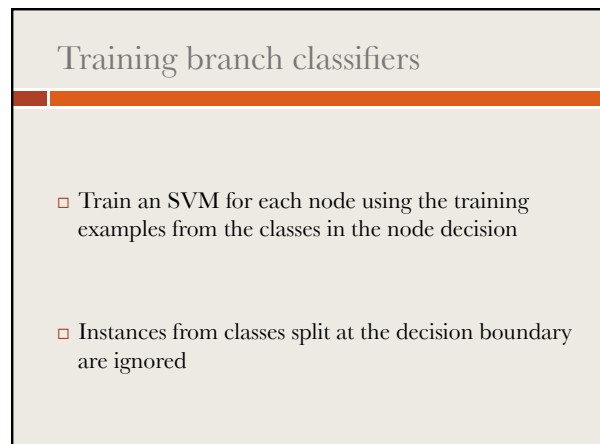 Training branch classifiers
Train an SVM for each node using the training
examples from the classes in the node decision
Instances from classes split at the decision boundary
are ignored